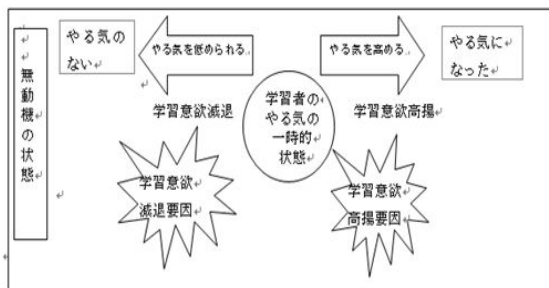 無動機の状態
やる気の
ない
やる気を低められる
やる気を高める
やる気に
なった
学習意欲減退
学習者の
やる気の
一時的
状態
学習意欲高揚
学習意欲
減退要因
学習意欲
高揚要因